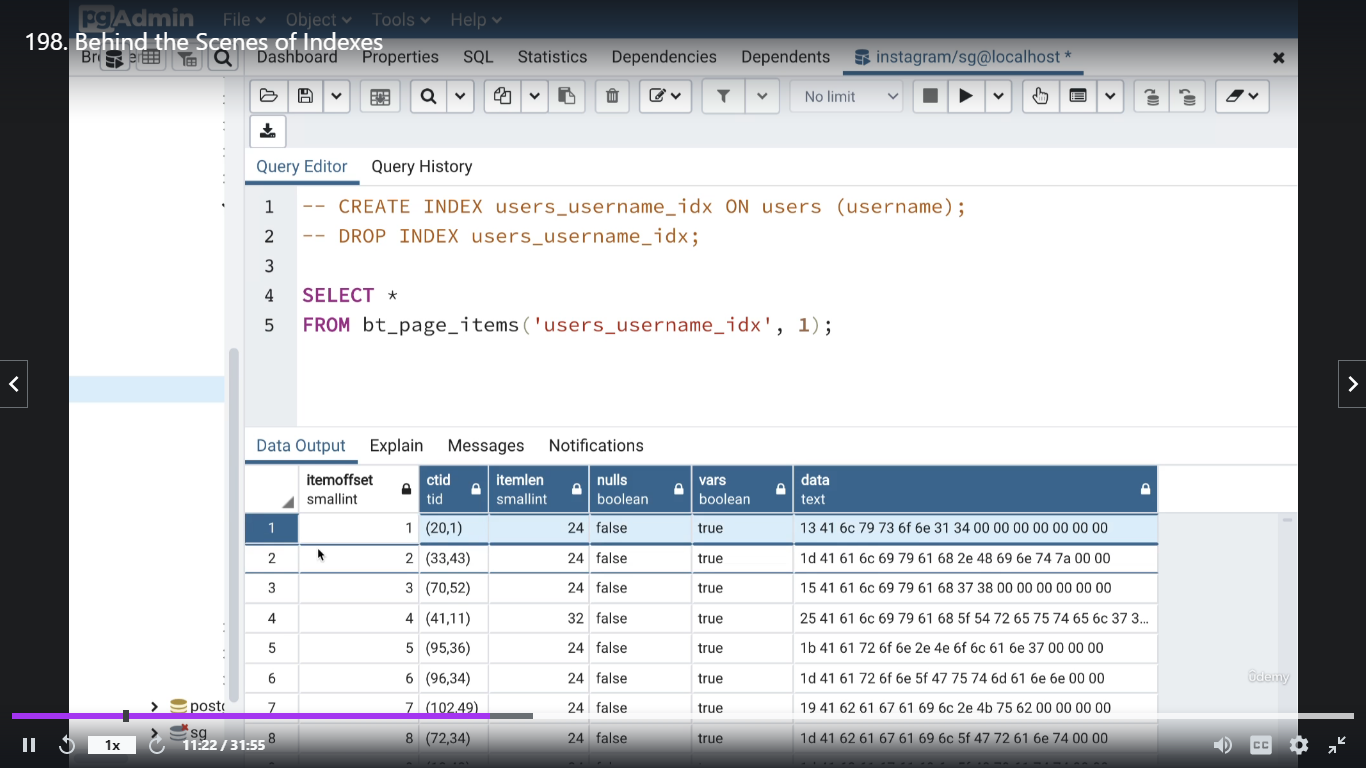 pgAdmin File Object Tools Help
198. Behind the Scenes of Indexes
Dashboard Properties SQL Statistics Dependencies Dependents instagram/sg@localhost *
No limit
Query Editor Query History
1 -- CREATE INDEX users_username_idx ON users (username);
2 -- DROP INDEX users_username_idx;
3
4 SELECT *
5 FROM bt_page_items('users_username_idx', 1);
Data Output Explain Messages Notifications
itemoffset ctid itemlen nulls vars data
smallint tid smallint boolean boolean text
1 1 (20,1) 24 false true 13 41 6c 79 73 6f 6e 31 34 00 00 00 00 00 00 00
2 2 (33,43) 24 false true 1d 41 61 6c 69 79 61 68 2e 48 69 6e 74 7a 00 00
3 3 (70,52) 24 false true 15 41 61 6c 69 79 61 68 37 38 00 00 00 00 00 00
4 4 (41,11) 32 false true 25 41 61 6c 69 79 61 68 5f 54 72 65 75 74 65 6c 37 3...
5 5 (95,36) 24 false true 1b 41 61 72 6f 6e 2e 4e 6f 6c 61 6e 37 00 00 00
6 6 (96,34) 24 false true 1d 41 61 72 6f 6e 5f 47 75 74 6d 61 6e 6e 00 00
ûdemy
7 7 (102,49) 24 false true 19 41 62 61 67 61 69 6c 2e 4b 75 62 00 00 00 00
sg
8 8 (72,34) 24 false true 1d 41 62 61 67 61 69 6c 5f 47 72 61 6e 74 00 00
1x 11:22 / 31:55 CC